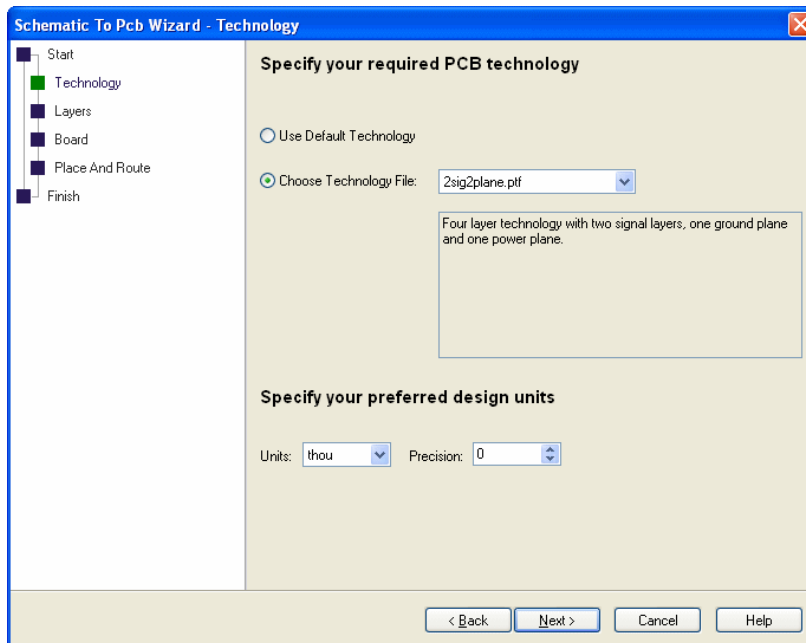 Schematic To Pcb Wizard - Technology
Start
Technology
Layers
Board
Place And Route
Finish
Specify your required PCB technology
Use Default Technology
Choose Technology File: 2sig2plane.ptf
Four layer technology with two signal layers, one ground plane
and one power plane.
Specify your preferred design units
Units: thou Precision: 0
< Back Next > Cancel Help